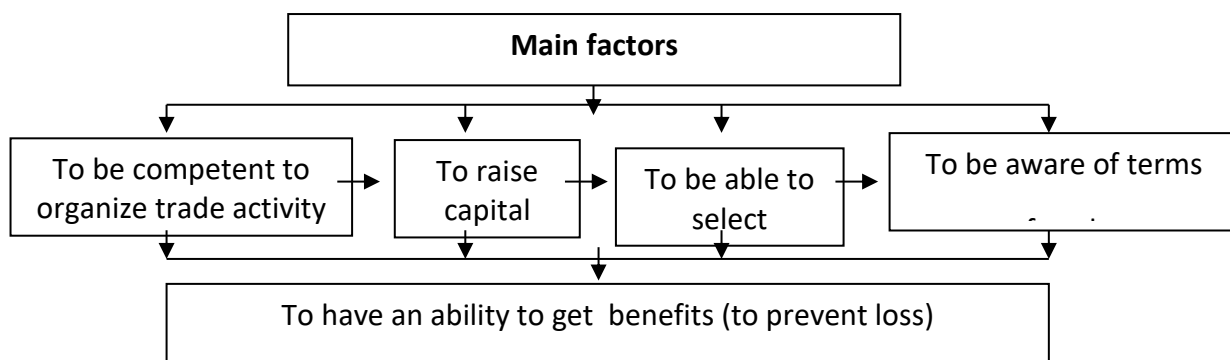 Main factors
To be competent to
organize trade activity
To raise
capital
To be able to
select
To be aware of terms
To have an ability to get benefits (to prevent loss)